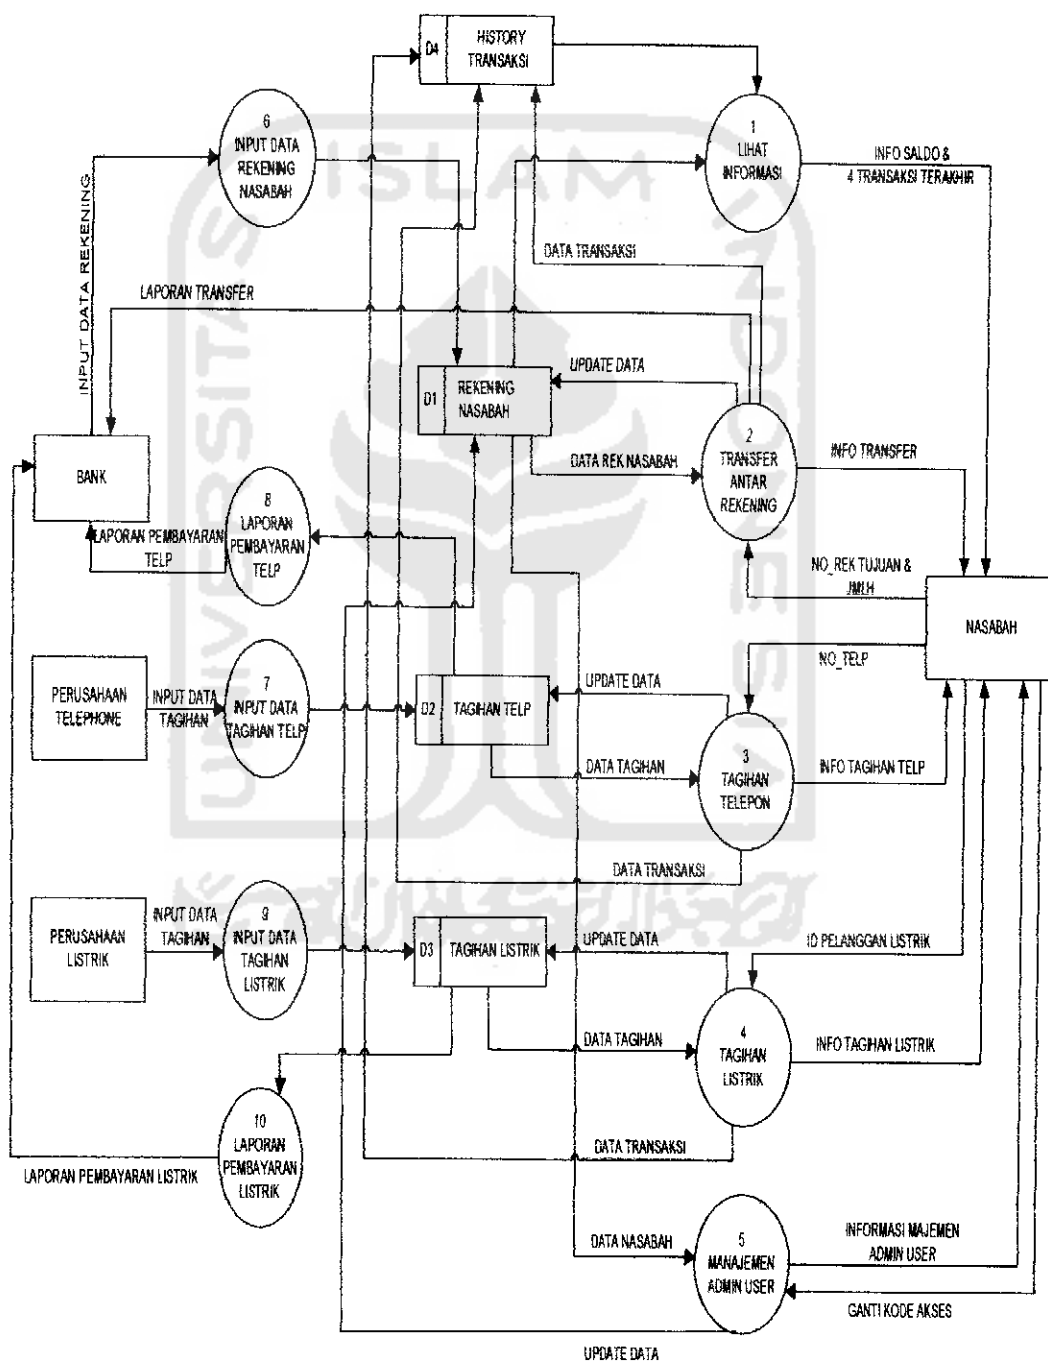 D4
HISTORY
TRANSAKSI
6
INPUT DATA
REKENING
NASABAH
1
LIHAT
INFORMASI
INFO SALDO &
4 TRANSAKSI TERAKHIR
INPUT DATA REKENING
DATA TRANSAKSI
LAPORAN TRANSFER
UPDATE DATA
D1
REKENING
NASABAH
2
TRANSFER
ANTAR
REKENING
INFO TRANSFER
DATA REK NASABAH
BANK
8
LAPORAN
PEMBAYARAN
TELP
LAPORAN PEMBAYARAN
TELP
NO_REK TUJUAN &
JMLH
NASABAH
NO_TELP
PERUSAHAAN
TELEPHONE
INPUT DATA
TAGIHAN
7
INPUT DATA
TAGIHAN TELP
D2
TAGIHAN TELP
UPDATE DATA
DATA TAGIHAN
3
TAGIHAN
TELEPON
INFO TAGIHAN TELP
DATA TRANSAKSI
PERUSAHAAN
LISTRIK
INPUT DATA
TAGIHAN
9
INPUT DATA
TAGIHAN
LISTRIK
D3
TAGIHAN LISTRIK
UPDATE DATA
ID PELANGGAN LISTRIK
DATA TAGIHAN
4
TAGIHAN
LISTRIK
INFO TAGIHAN LISTRIK
10
LAPORAN
PEMBAYARAN
LISTRIK
LAPORAN PEMBAYARAN LISTRIK
DATA TRANSAKSI
DATA NASABAH
5
MANAJEMEN
ADMIN USER
INFORMASI MAJEMEN
ADMIN USER
GANTI KODE AKSES
UPDATE DATA
UNIVERSITAS ISLAM INDONESIA